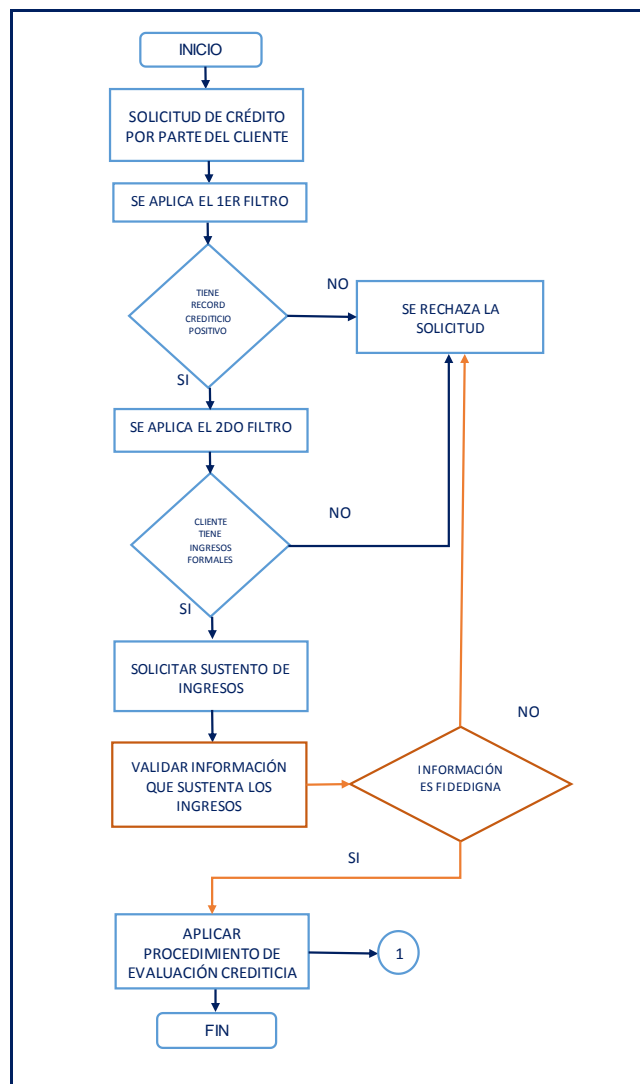 INICIO
SOLICITUD DE CRÉDITO
POR PARTE DEL CLIENTE
SE APLICA EL 1ER FILTRO
TIENE
RECORD
CREDITICIO
POSITIVO
NO
SE RECHAZA LA
SOLICITUD
SI
SE APLICA EL 2DO FILTRO
CLIENTE
TIENE
INGRESOS
FORMALES
NO
SI
SOLICITAR SUSTENTO DE
INGRESOS
VALIDAR INFORMACIÓN
QUE SUSTENTA LOS
INGRESOS
INFORMACIÓN
ES FIDEDIGNA
NO
SI
APLICAR
PROCEDIMIENTO DE
EVALUACIÓN CREDITICIA
1
FIN